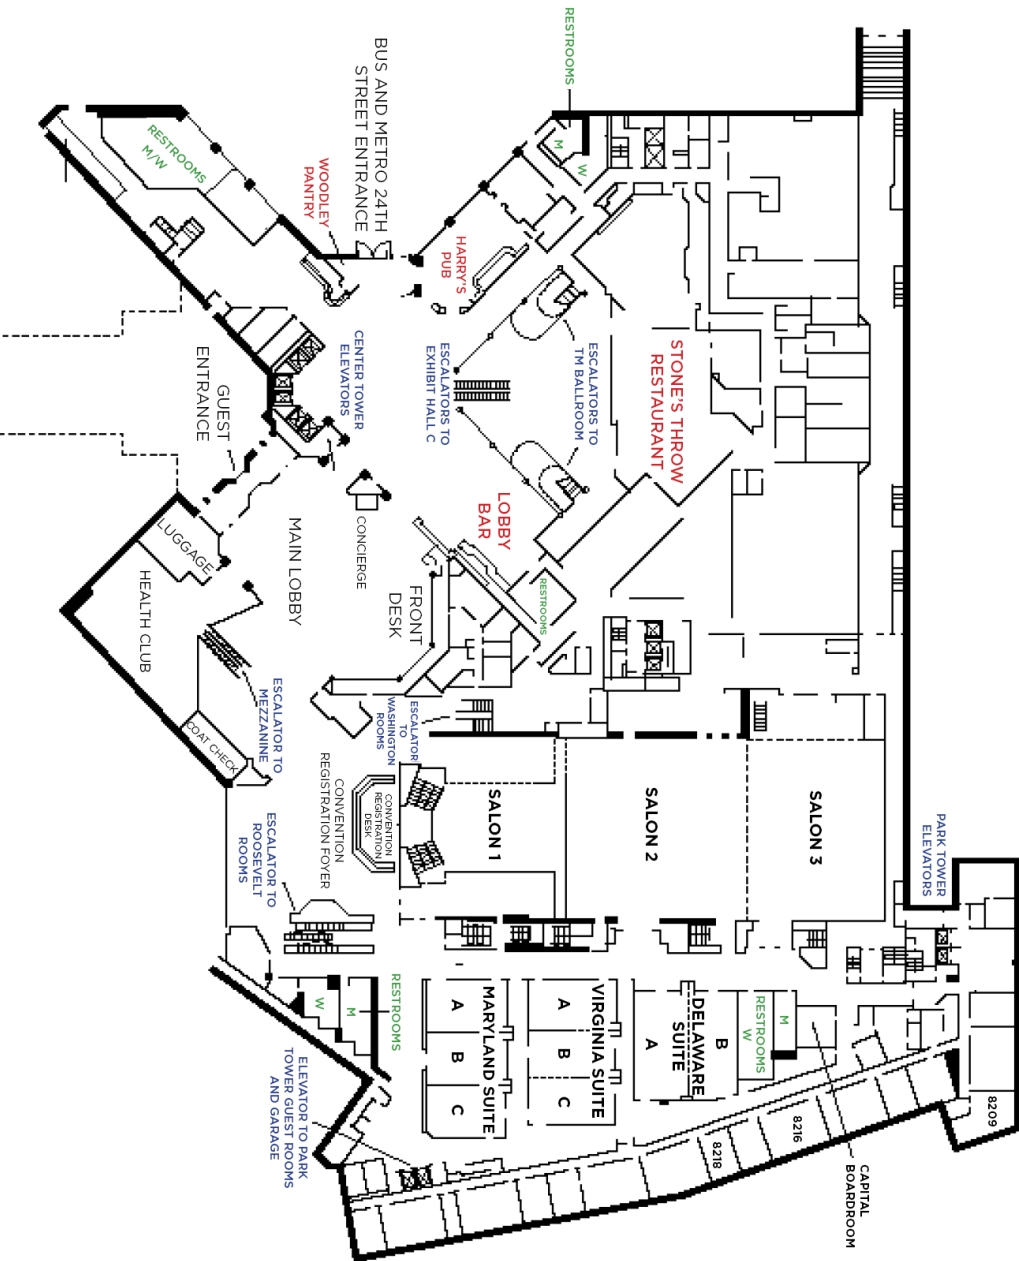 RESTROOMS
BUS AND METRO 24TH
STREET ENTRANCE
RESTROOMS
M/W
WOODLEY
PANTRY
M
W
HARRY'S
PUB
CENTER TOWER
ELEVATORS
ESCALATORS TO
EXHIBIT HALL C
ESCALATORS TO
TM BALLROOM
STONE'S THROW
RESTAURANT
GUEST
ENTRANCE
LOBBY
BAR
CONCIERGE
MAIN LOBBY
LUGGAGE
HEALTH CLUB
FRONT
DESK
RESTROOMS
ESCALATOR TO
MEZZANINE
COAT CHECK
ESCALATOR
TO
WASHINGTON
ROOMS
CONVENTION
REGISTRATION FOYER
CONVENTION
REGISTRATION
DESK
SALON 1
SALON 2
SALON 3
PARK TOWER
ELEVATORS
ESCALATOR TO
ROOSEVELT
ROOMS
RESTROOMS
M
W
MARYLAND SUITE
A
B
C
VIRGINIA SUITE
A
B
C
DELAWARE
SUITE
B
A
RESTROOMS
M
W
ELEVATOR TO PARK
TOWER GUEST ROOMS
AND GARAGE
8209
8216
8218
CAPITAL
BOARDROOM